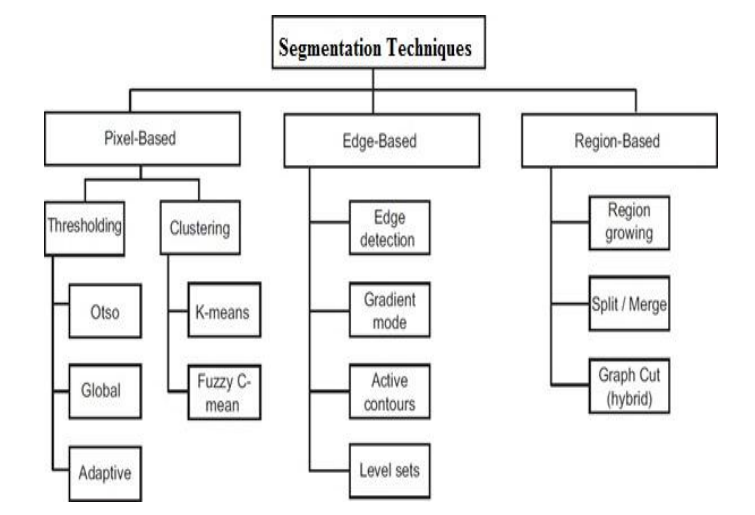 Segmentation Techniques
Pixel-Based
Edge-Based
Region-Based
Thresholding
Clustering
Otso
Global
Adaptive
K-means
Fuzzy C-
mean
Edge
detection
Gradient
mode
Active
contours
Level sets
Region
growing
Split / Merge
Graph Cut
(hybrid)